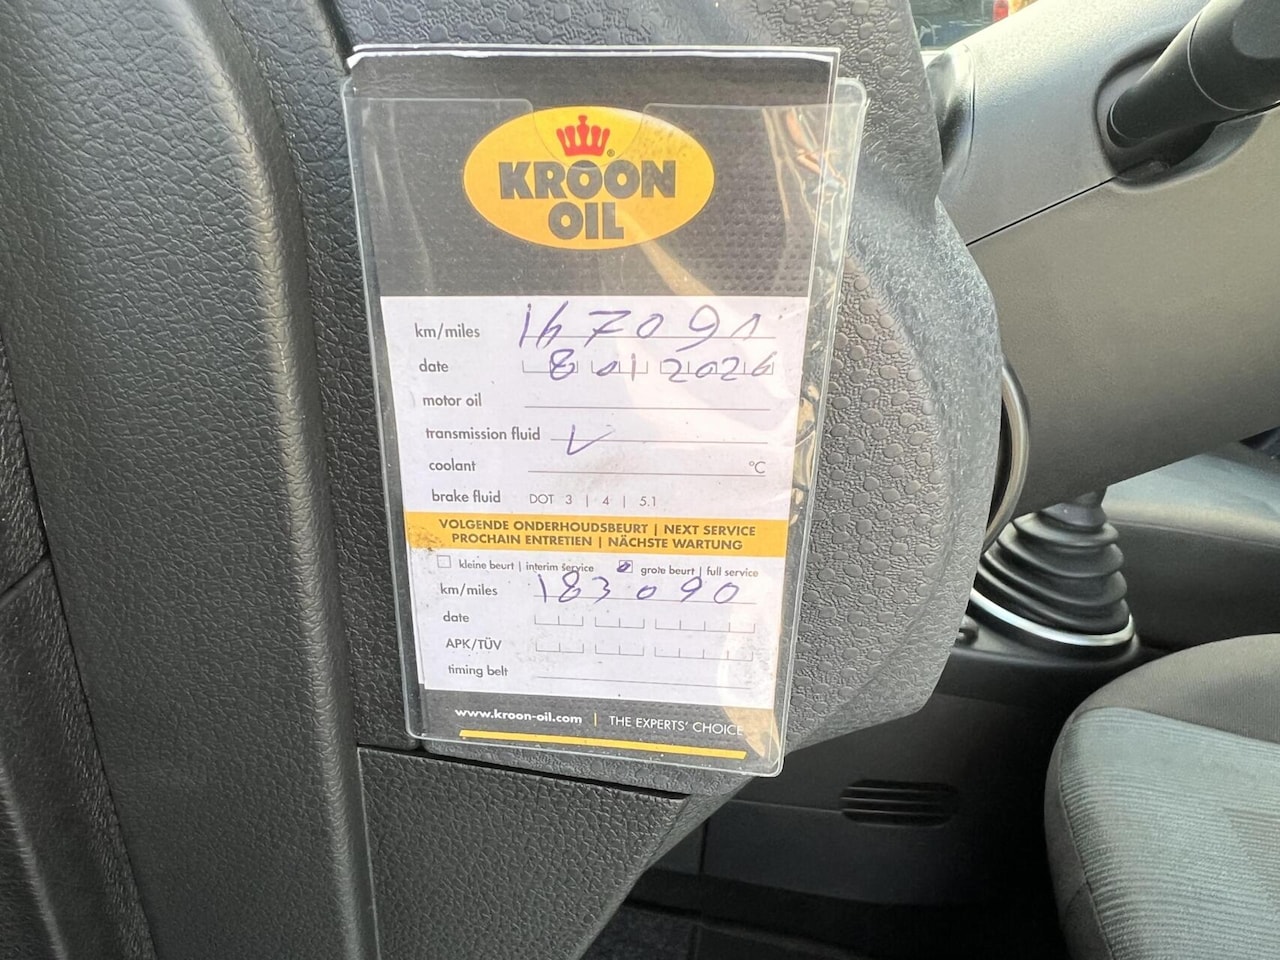 KROON
OIL
km/miles 167091
date 8 01 2026
motor oil
transmission fluid V
coolant °C
brake fluid DOT 3 | 4 | 5.1
VOLGENDE ONDERHOUDSBEURT | NEXT SERVICE
PROCHAIN ENTRETIEN | NÄCHSTE WARTUNG
kleine beurt | interim service grote beurt | full service
km/miles 183090
date
APK/TÜV
timing belt
www.kroon-oil.com | THE EXPERTS' CHOICE